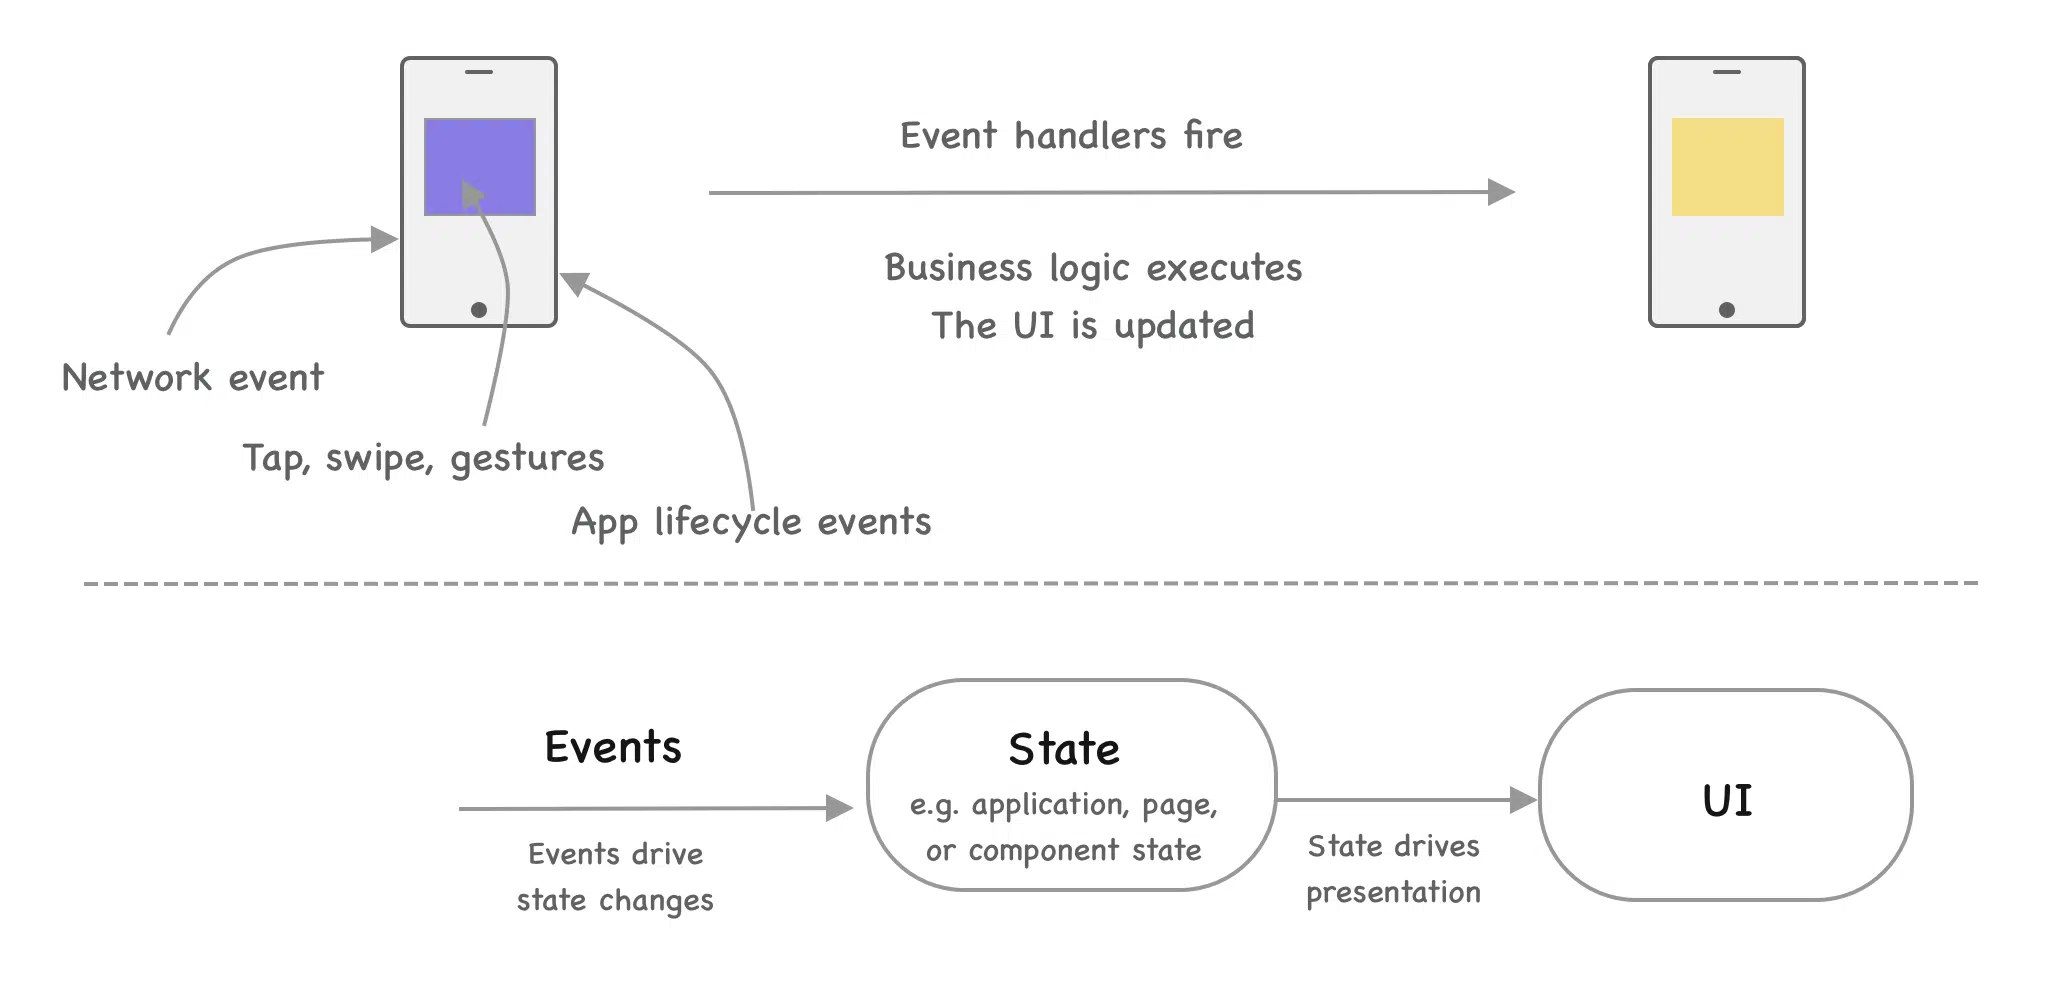 Event handlers fire
Business logic executes
The UI is updated
Network event
Tap, swipe, gestures
App lifecycle events
Events
Events drive
state changes
State
e.g. application, page,
or component state
State drives
presentation
UI